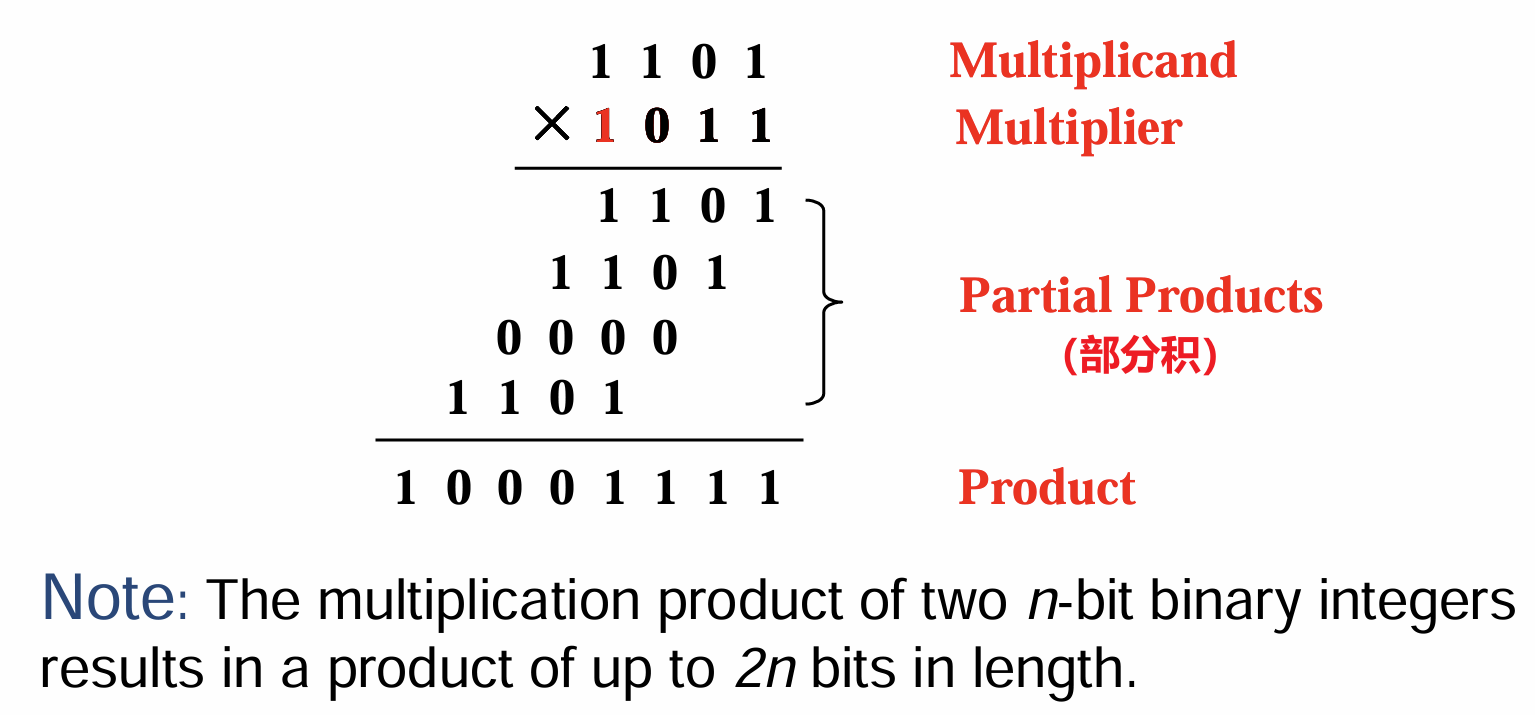 1 1 0 1 Multiplicand
× 1 0 1 1 Multiplier
1 1 0 1
1 1 0 1
0 0 0 0
1 1 0 1
Partial Products
(部分积)
1 0 0 0 1 1 1 1 Product
Note: The multiplication product of two n-bit binary integers
results in a product of up to 2n bits in length.